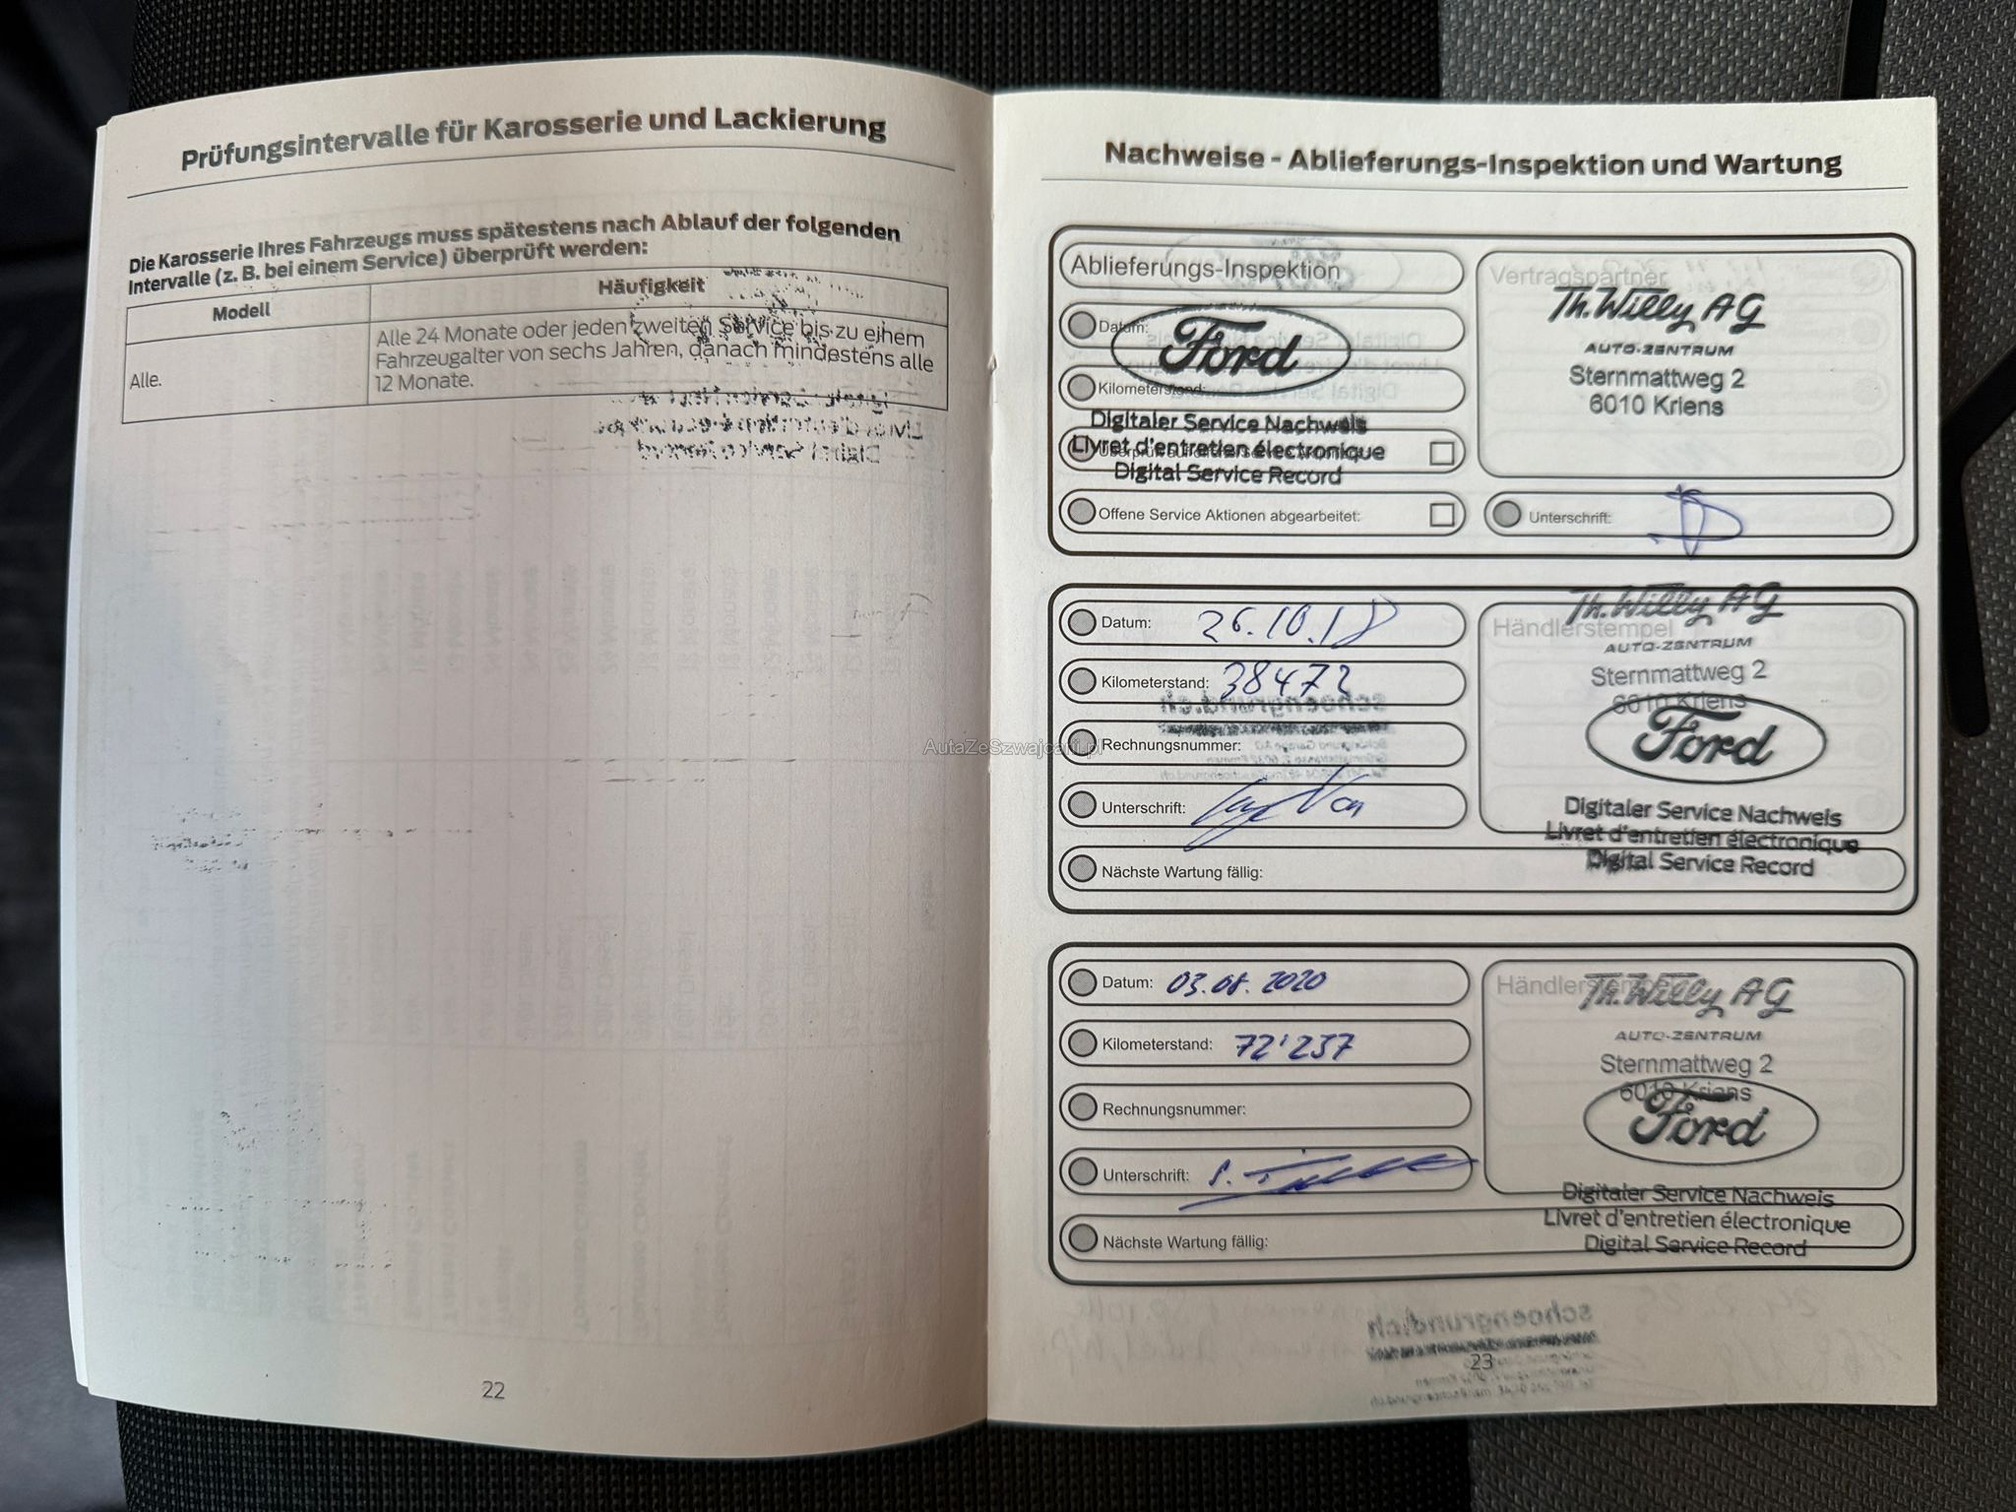 Prüfungsintervalle für Karosserie und Lackierung
Die Karosserie Ihres Fahrzeugs muss spätestens nach Ablauf der folgenden
Intervalle (z. B. bei einem Service) überprüft werden:
Modell
Häufigkeit
Alle.
Alle 24 Monate oder jeden zweiten Service bis zu einem
Fahrzeugalter von sechs Jahren, danach mindestens alle
12 Monate.
22
Nachweise - Ablieferungs-Inspektion und Wartung
Ablieferungs-Inspektion
Datum:
Ford
Kilometerstand:
Digitaler Service Nachweis
Livret d'entretien électronique
Digital Service Record
Offene Service Aktionen abgearbeitet:
Vertragspartner
Th. Willy AG
AUTO-ZENTRUM
Sternmattweg 2
6010 Kriens
Unterschrift:
Datum: 26.10.18
Kilometerstand: 38472
Rechnungsnummer:
Unterschrift:
Nächste Wartung fällig:
Händlerstempel
Th. Willy AG
AUTO-ZENTRUM
Sternmattweg 2
6010 Kriens
Ford
Digitaler Service Nachweis
Livret d'entretien électronique
Digital Service Record
AutaZeSzwajcarii.pl
Datum: 03.08.2020
Kilometerstand: 72'237
Rechnungsnummer:
Unterschrift:
Nächste Wartung fällig:
Händlerstempel
Th. Willy AG
AUTO-ZENTRUM
Sternmattweg 2
6010 Kriens
Ford
Digitaler Service Nachweis
Livret d'entretien électronique
Digital Service Record
schoengrund.ch
23